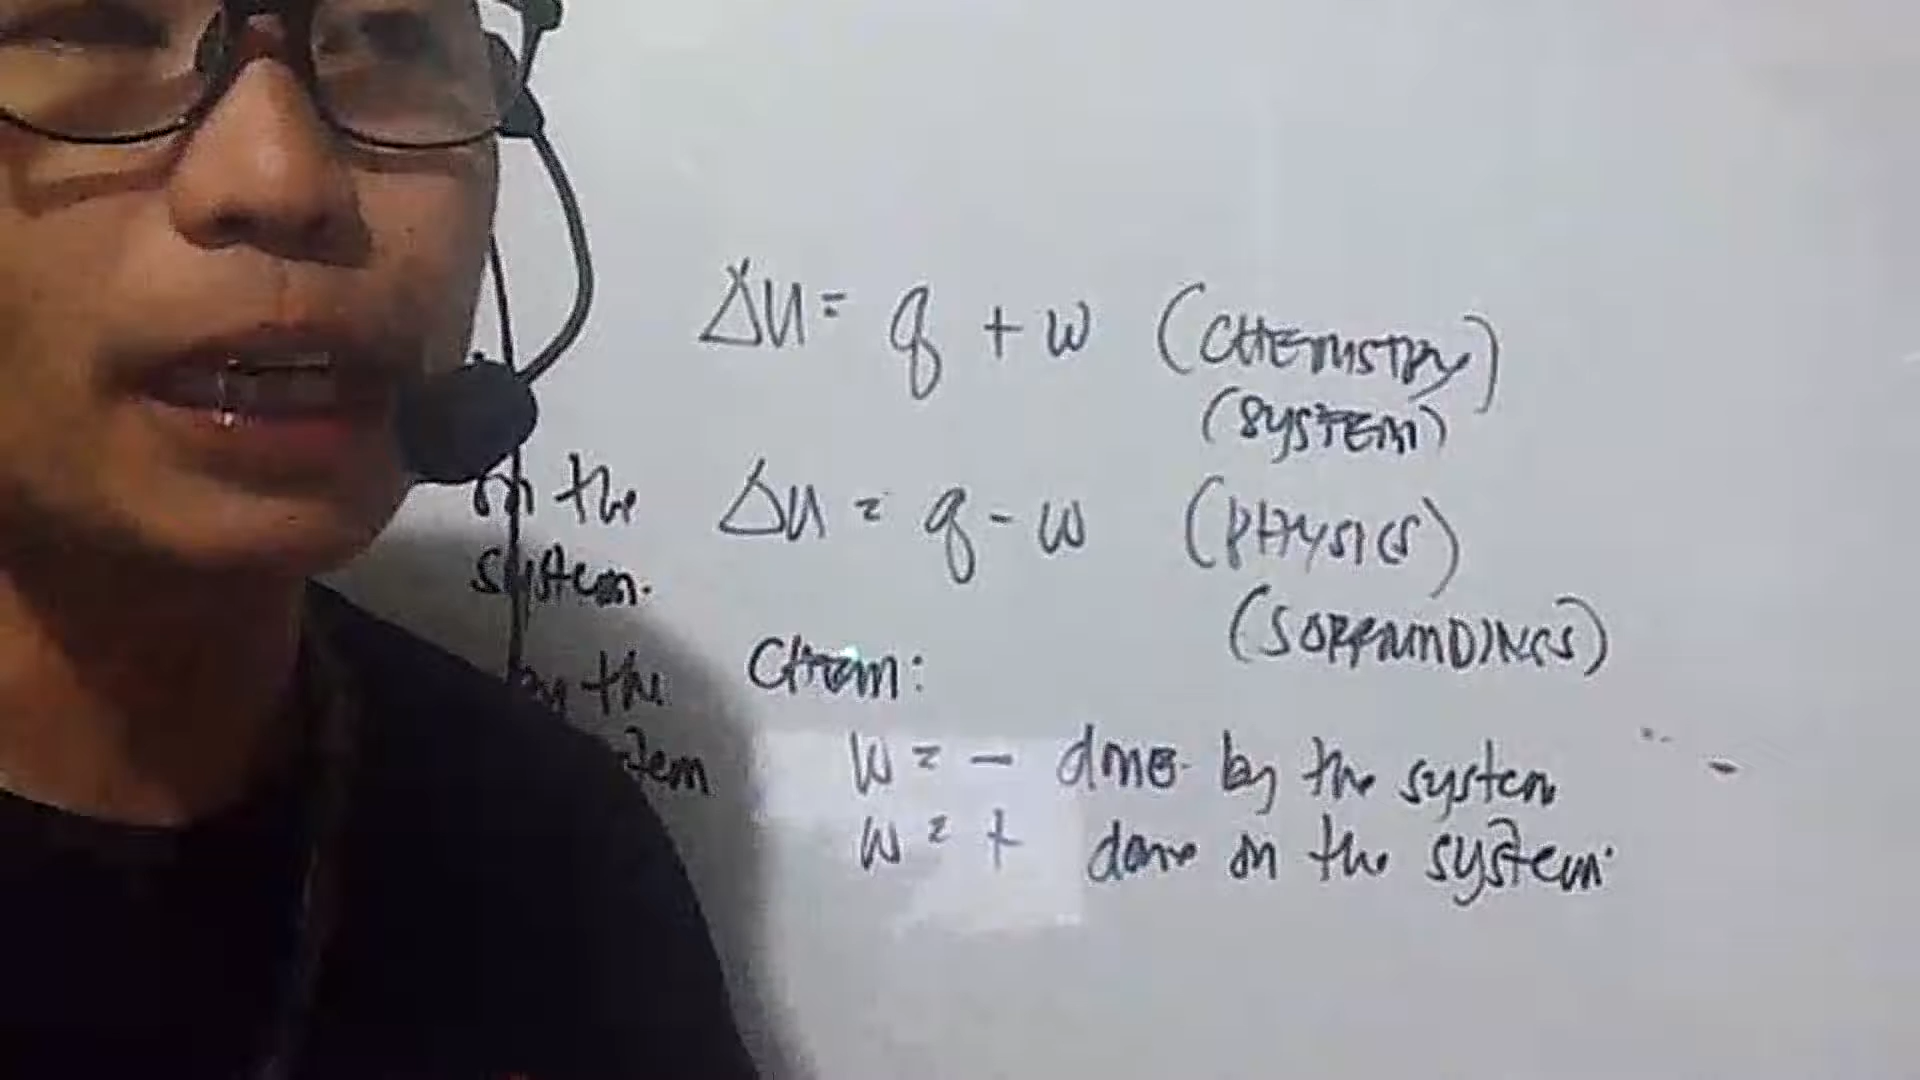 ΔU = q + w (CHEMISTRY)
(SYSTEM)
on the
system.
ΔU = q - w (PHYSICS)
(SORROUNDINGS)
by the
Chem:
w = - done by the system
w = + done on the system.